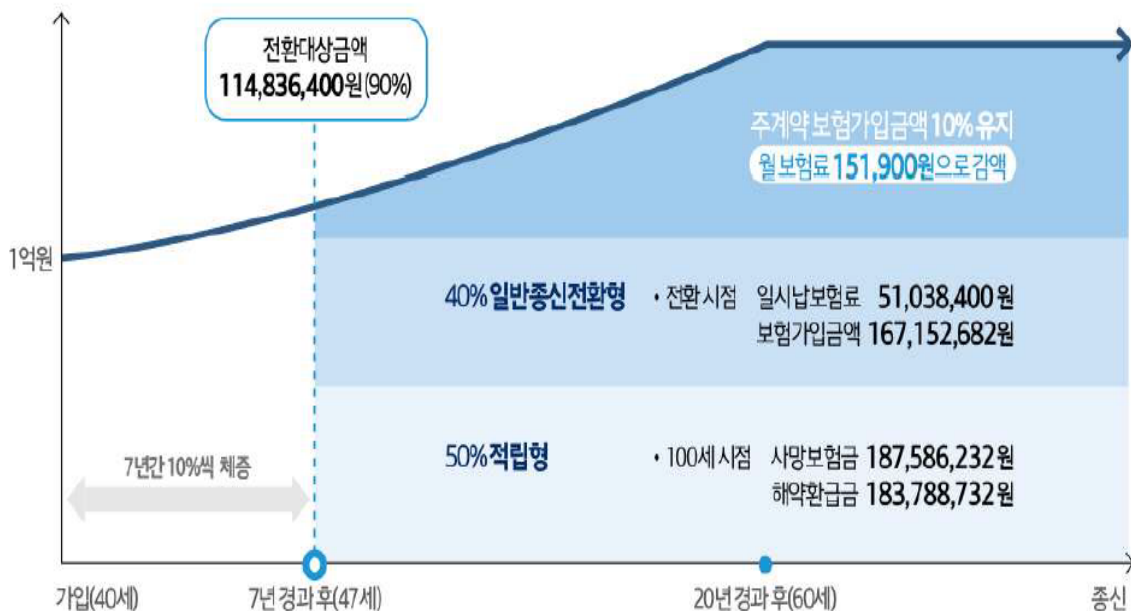 전환대상금액
114,836,400원(90%)
주계약 보험가입금액 10% 유지
월 보험료 151,900원으로 감액
1억원
40% 일반종신전환형 • 전환 시점 일시납보험료 51,038,400원
보험가입금액 167,152,682원
50% 적립형 • 100세 시점 사망보험금 187,586,232원
해약환급금 183,788,732원
7년간 10%씩 체증
가입(40세) 7년 경과 후(47세) 20년 경과 후(60세) 종신